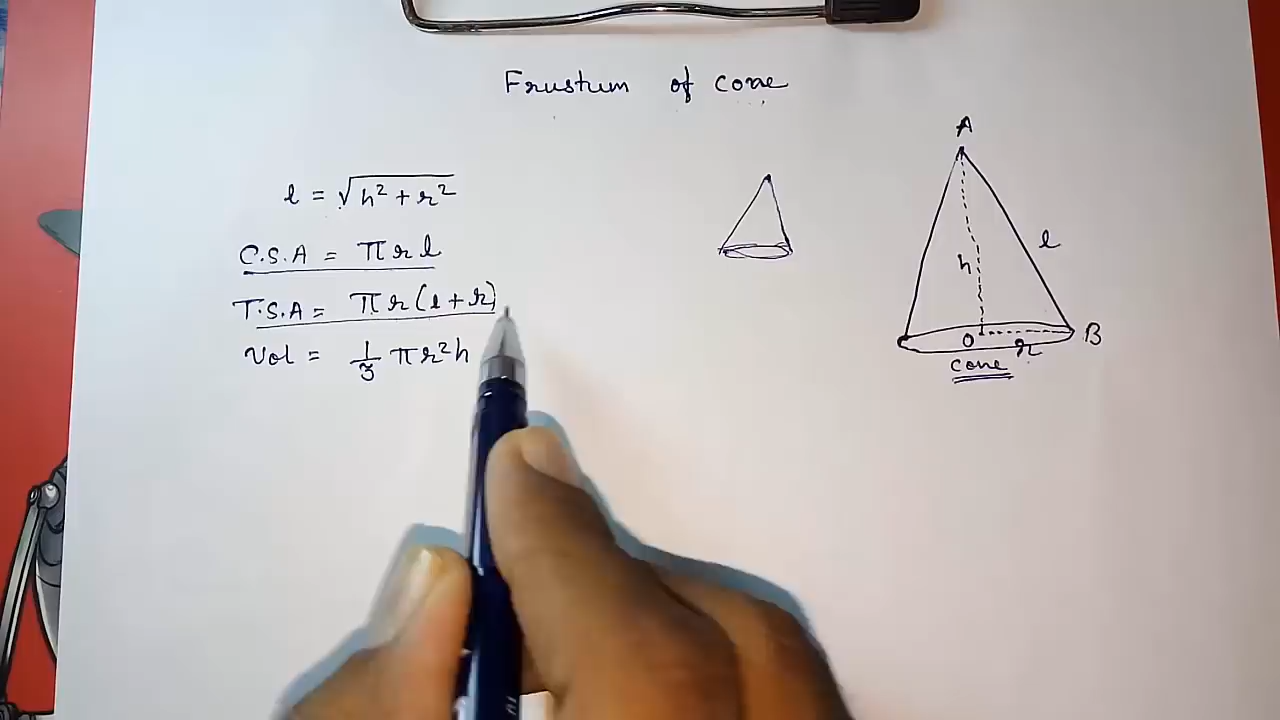 Frustum of cone
l = √h² + r²
C.S.A = πrl
T.S.A = πr(l + r)
Vol = 1/3 πr²h
A
l
h
O
B
r
cone